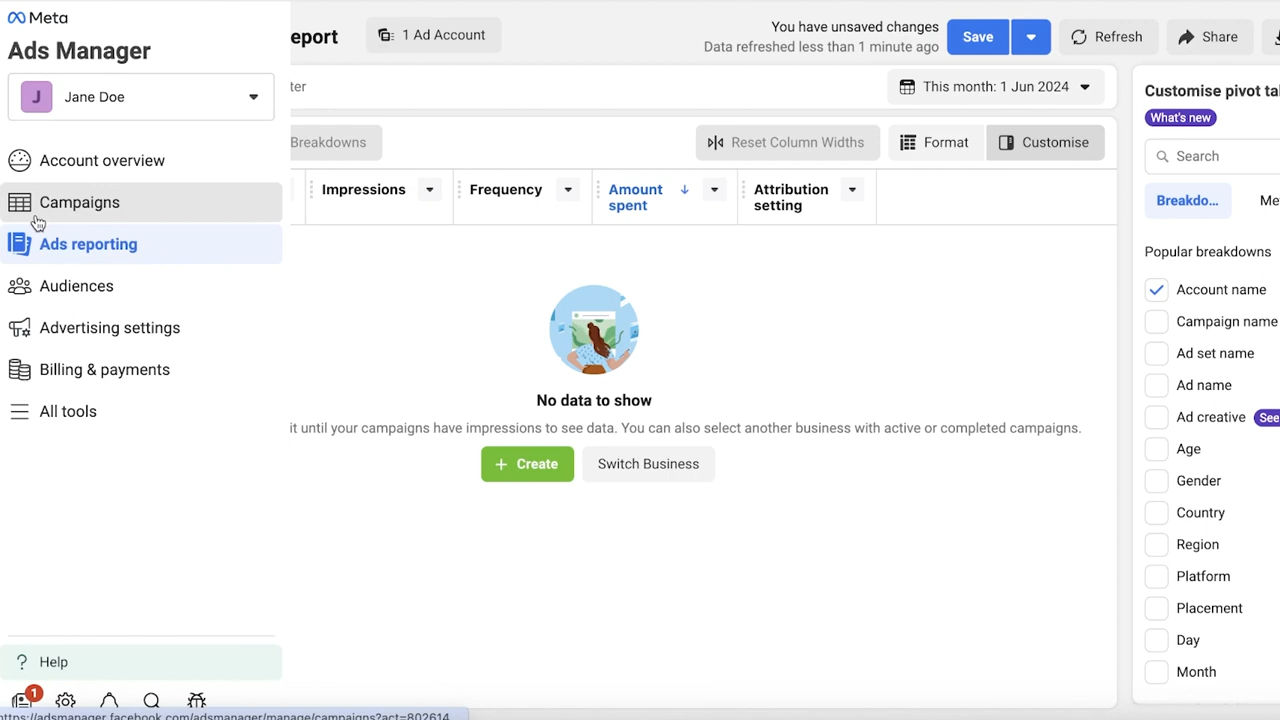 Meta
Ads Manager
J
Jane Doe
Account overview
Campaigns
Ads reporting
Audiences
Advertising settings
Billing & payments
All tools
? Help
1
https://adsmanager.facebook.com/adsmanager/manage/campaigns?act=802614
eport
1 Ad Account
You have unsaved changes
Data refreshed less than 1 minute ago
Save
Refresh
Share
ter
This month: 1 Jun 2024
Breakdowns
Reset Column Widths
Format
Customise
Impressions
Frequency
Amount
spent
Attribution
setting
No data to show
it until your campaigns have impressions to see data. You can also select another business with active or completed campaigns.
+ Create
Switch Business
Customise pivot ta
What's new
Search
Breakdo...
Me
Popular breakdowns
Account name
Campaign name
Ad set name
Ad name
Ad creative
See
Age
Gender
Country
Region
Platform
Placement
Day
Month